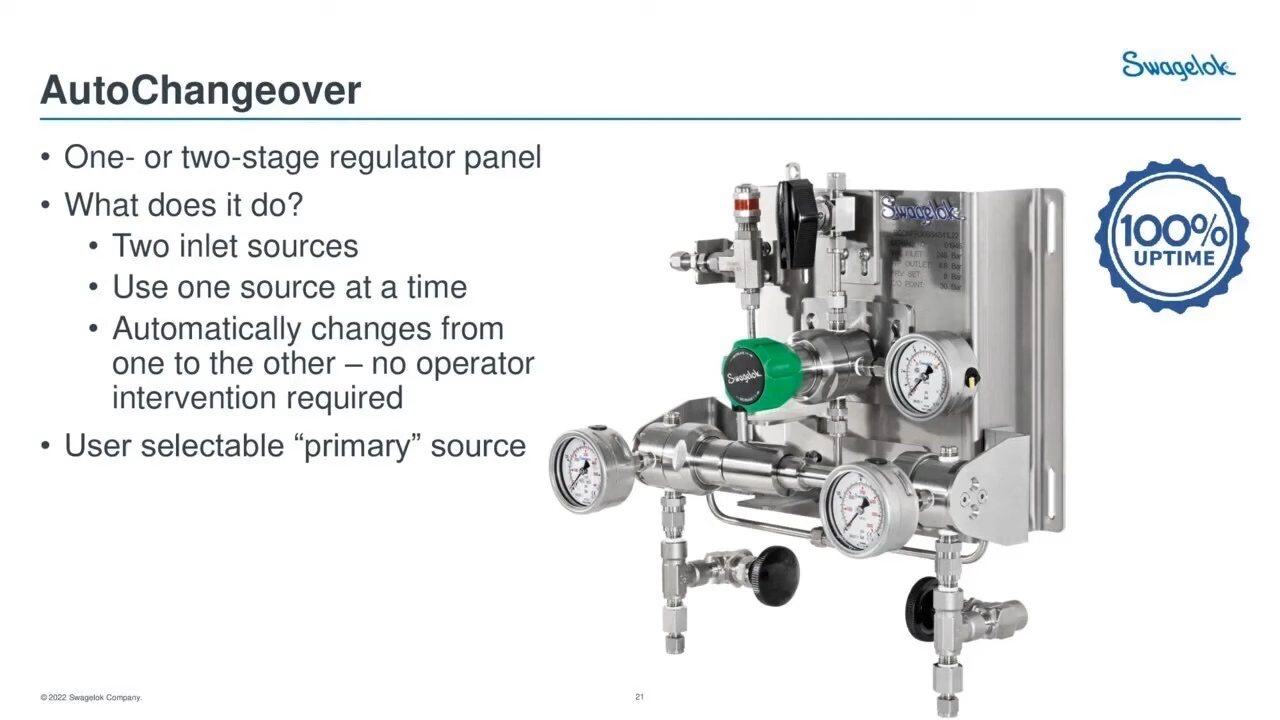 Swagelok
AutoChangeover
• One- or two-stage regulator panel
• What does it do?
• Two inlet sources
• Use one source at a time
• Automatically changes from
one to the other – no operator
intervention required
• User selectable “primary” source
Swagelok
Swagelok
100%
UPTIME
© 2022 Swagelok Company.
21